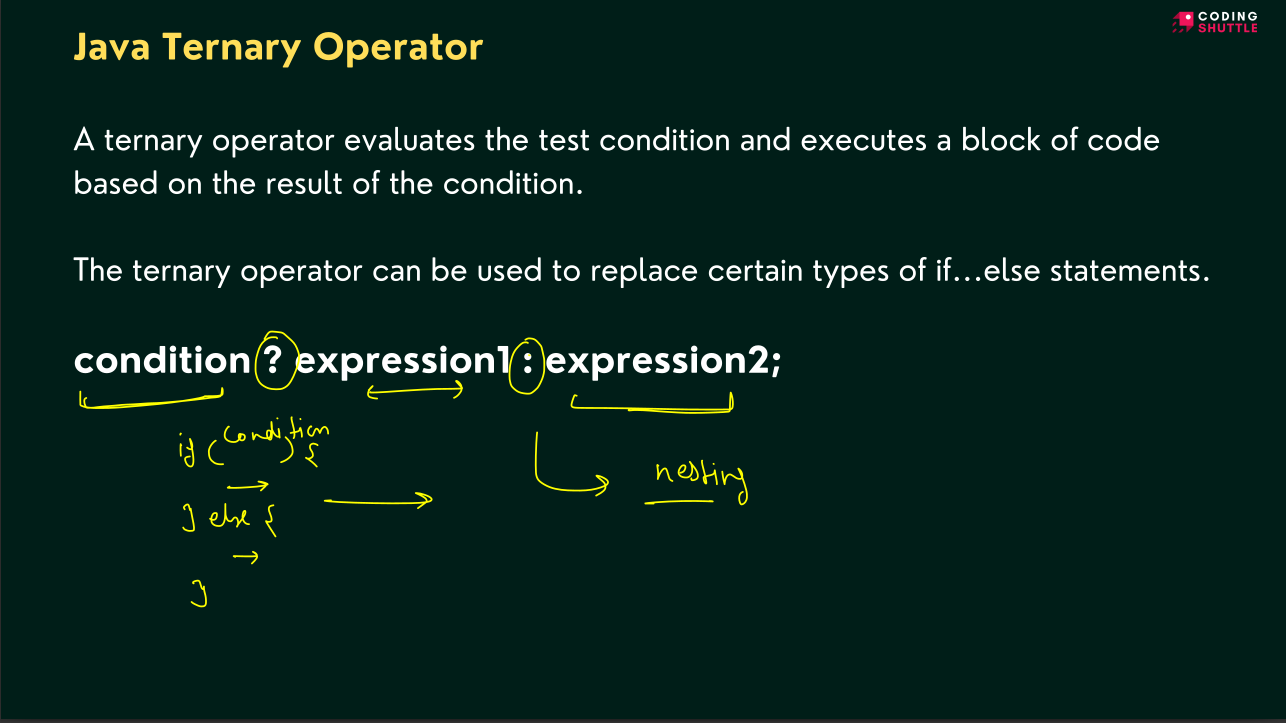 CODING
SHUTTLE
Java Ternary Operator
A ternary operator evaluates the test condition and executes a block of code
based on the result of the condition.
The ternary operator can be used to replace certain types of if...else statements.
condition ? expression1 : expression2;
if (condition) {
} else {
}
nesting